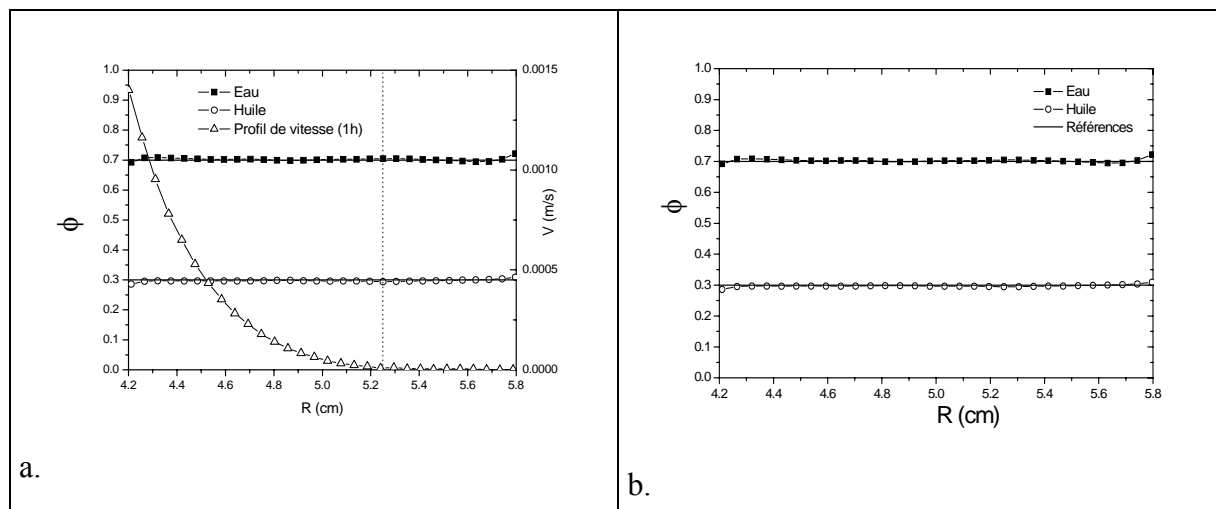 1.0
0.9
0.8
0.7
0.6
0.5
0.4
0.3
0.2
0.1
0.0
ϕ
Eau
Huile
Profil de vitesse (1h)
0.0015
0.0010
0.0005
0.0000
V (m/s)
4.2 4.4 4.6 4.8 5.0 5.2 5.4 5.6 5.8
R (cm)
a.
1.0
0.9
0.8
0.7
0.6
0.5
0.4
0.3
0.2
0.1
0.0
ϕ
Eau
Huile
Références
4.2 4.4 4.6 4.8 5.0 5.2 5.4 5.6 5.8
R (cm)
b.